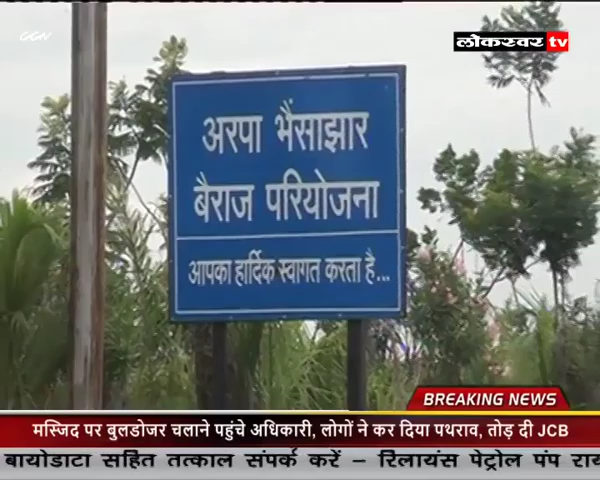 GGN
लोकस्वर tv
अरपा भैंसाझार
बैराज परियोजना
आपका हार्दिक स्वागत करता है...
BREAKING NEWS
मस्जिद पर बुलडोजर चलाने पहुंचे अधिकारी, लोगों ने कर दिया पथराव, तोड़ दी JCB
बायोडाटा सहित तत्काल संपर्क करें – रिलायंस पेट्रोल पंप